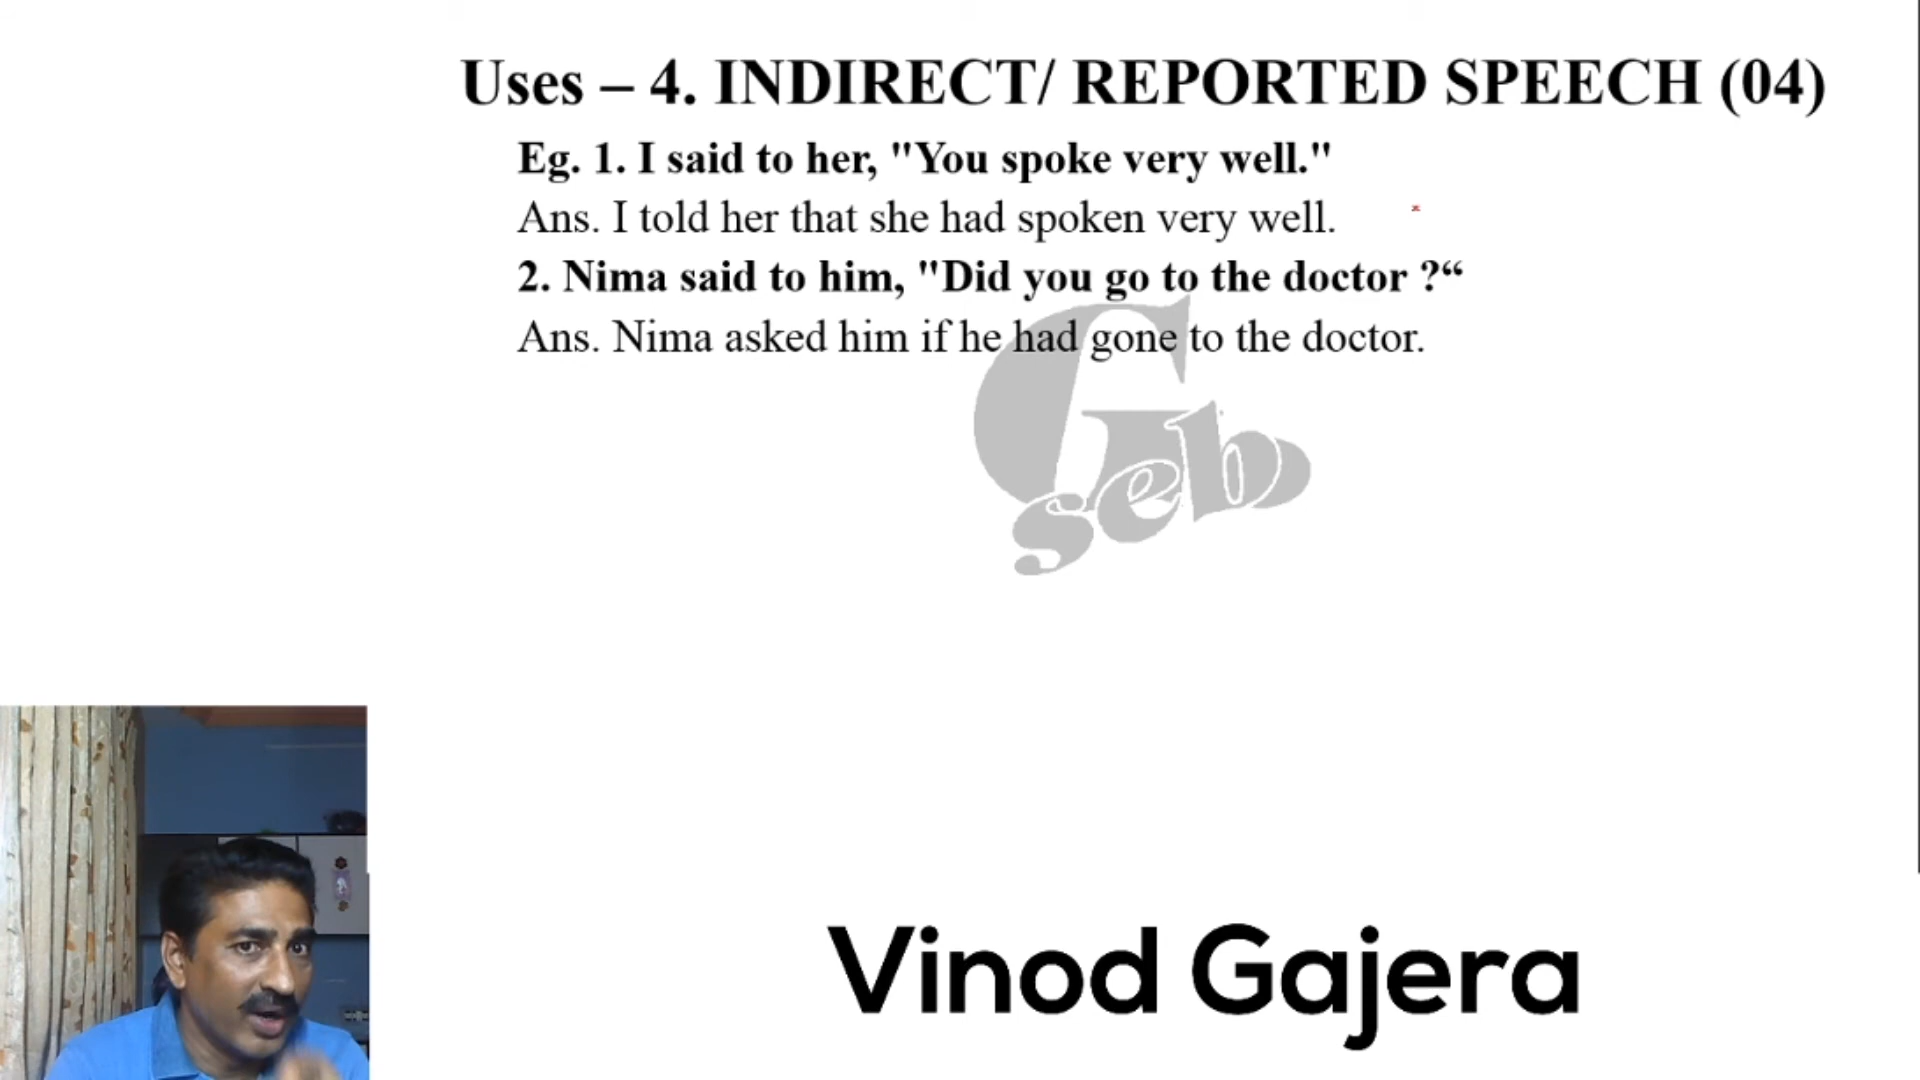 Uses – 4. INDIRECT/ REPORTED SPEECH (04)
Eg. 1. I said to her, "You spoke very well."
Ans. I told her that she had spoken very well.
2. Nima said to him, "Did you go to the doctor ?“
Ans. Nima asked him if he had gone to the doctor.
Gseb
Vinod Gajera